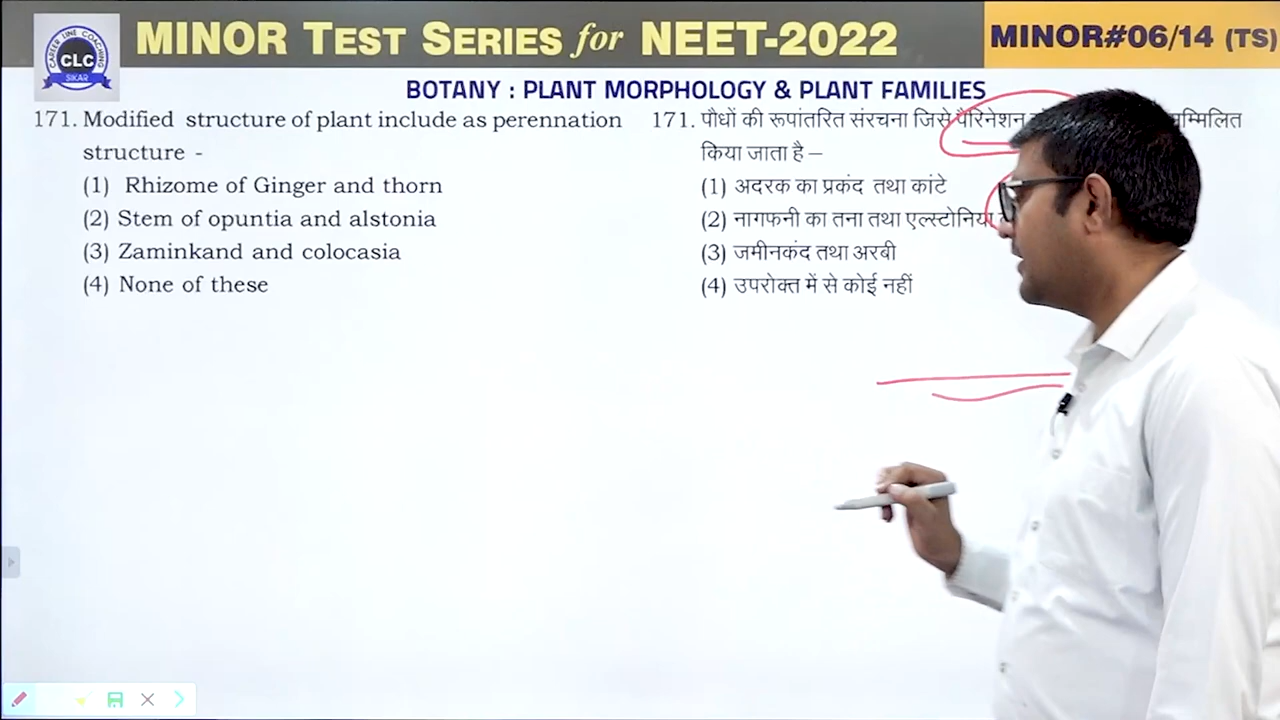 CAREER LINE COACHING
CLC
SIKAR
MINOR TEST SERIES for NEET-2022
MINOR#06/14 (TS)
BOTANY : PLANT MORPHOLOGY & PLANT FAMILIES
171. Modified structure of plant include as perennation
structure -
(1) Rhizome of Ginger and thorn
(2) Stem of opuntia and alstonia
(3) Zaminkand and colocasia
(4) None of these
171. पौधों की रूपांतरित संरचना जिसे पैरिनेशन
किया जाता है –
(1) अदरक का प्रकंद तथा कांटे
(2) नागफनी का तना तथा एल्स्टोनिया
(3) जमीनकंद तथा अरबी
(4) उपरोक्त में से कोई नहीं